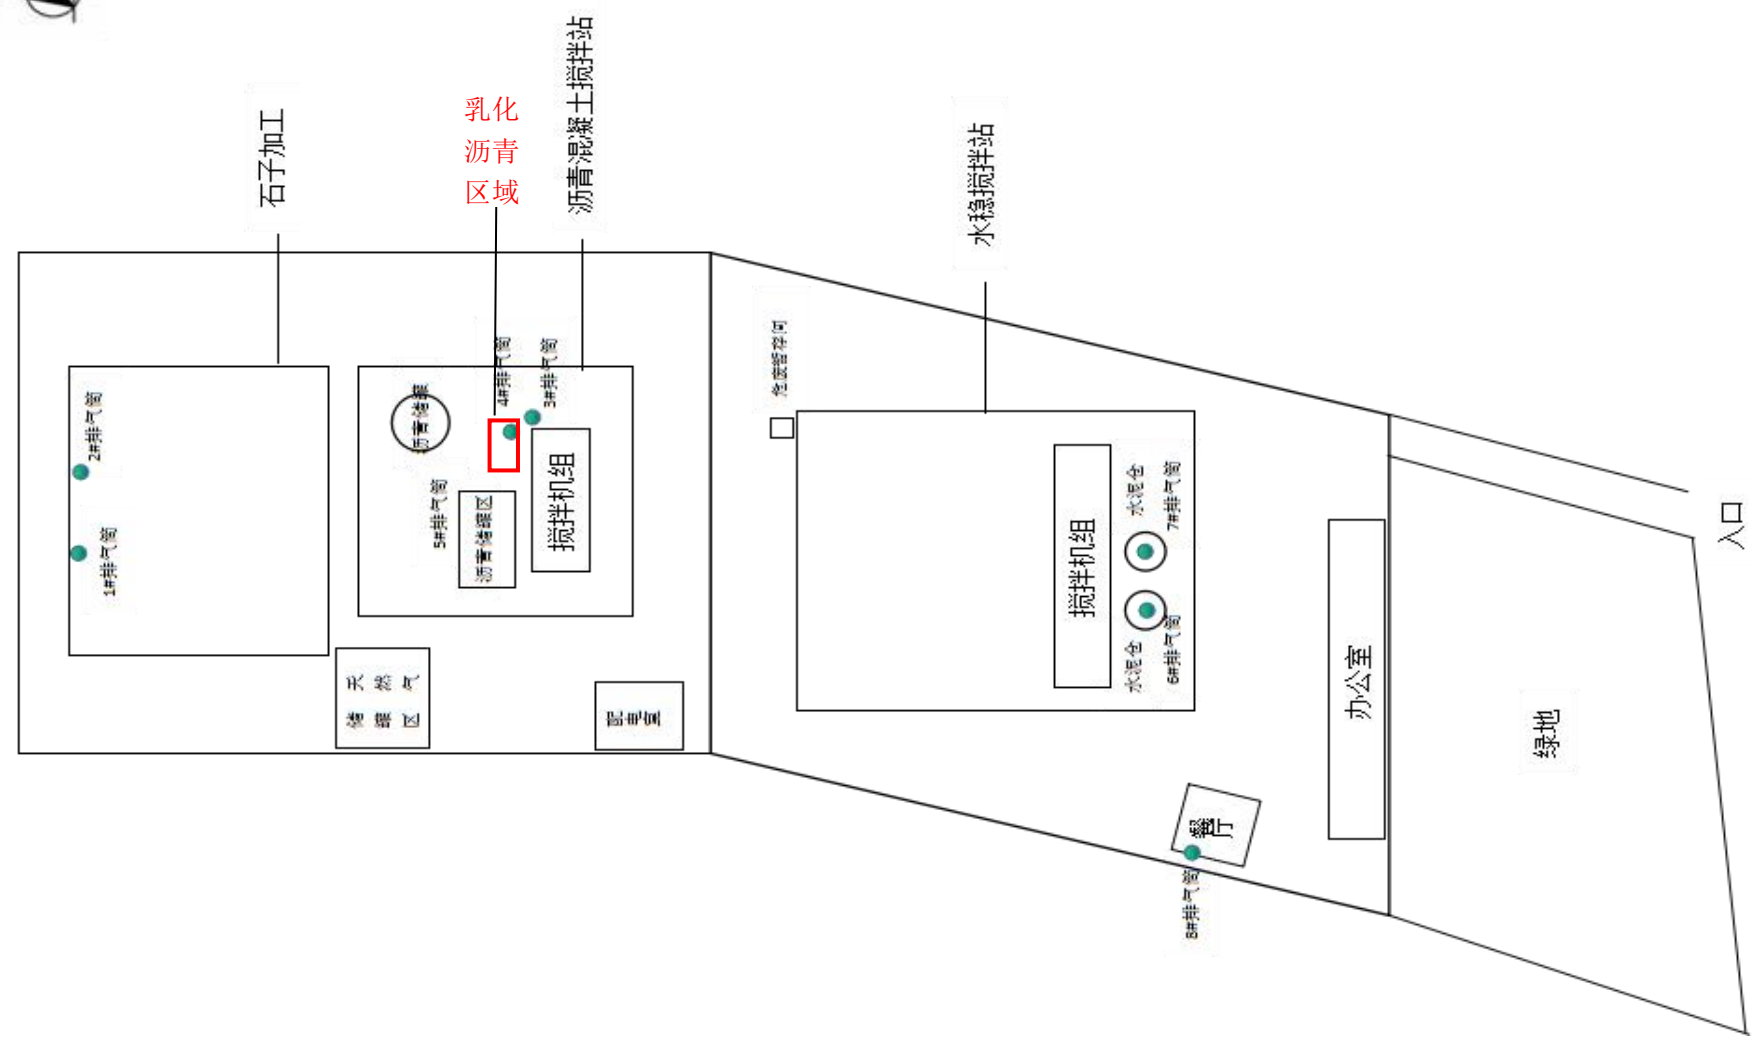 石子加工
乳化
沥青
区域
沥青混凝土搅拌站
水稳搅拌站
2#排气筒
1#排气筒
沥青储罐
4#排气筒
3#排气筒
5#排气筒
沥青储罐区
搅拌机组
天然气
储罐区
配电室
危废暂存间
搅拌机组
水泥仓
7#排气筒
水泥仓
6#排气筒
办公室
餐厅
8#排气筒
绿地
入口